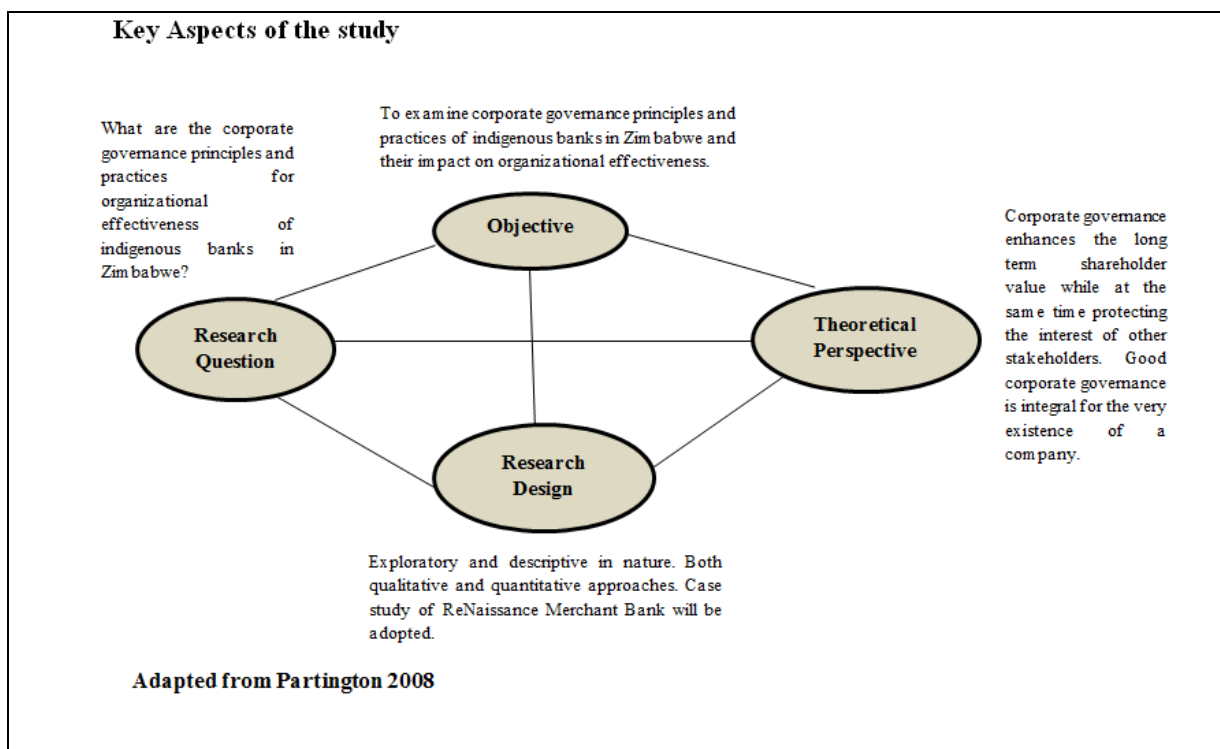 Key Aspects of the study
To examine corporate governance principles and
practices of indigenous banks in Zimbabwe and
their impact on organizational effectiveness.
What are the corporate
governance principles and
practices for
organizational
effectiveness of
indigenous banks in
Zimbabwe?
Objective
Corporate governance
enhances the long
term shareholder
value while at the
same time protecting
the interest of other
stakeholders. Good
corporate governance
is integral for the very
existence of a
company.
Research
Question
Theoretical
Perspective
Research
Design
Exploratory and descriptive in nature. Both
qualitative and quantitative approaches. Case
study of ReNaissance Merchant Bank will be
adopted.
Adapted from Partington 2008